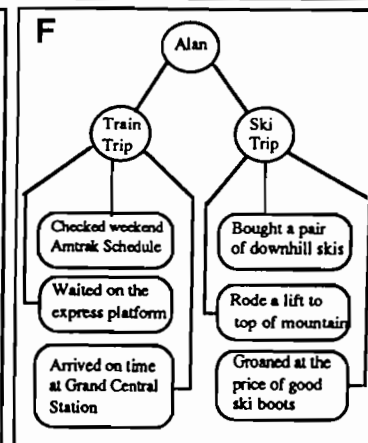 F
Alan
Train
Trip
Ski
Trip
Checked weekend
Amtrak Schedule
Waited on the
express platform
Arrived on time
at Grand Central
Station
Bought a pair
of downhill skis
Rode a lift to
top of mountain
Groaned at the
price of good
ski boots